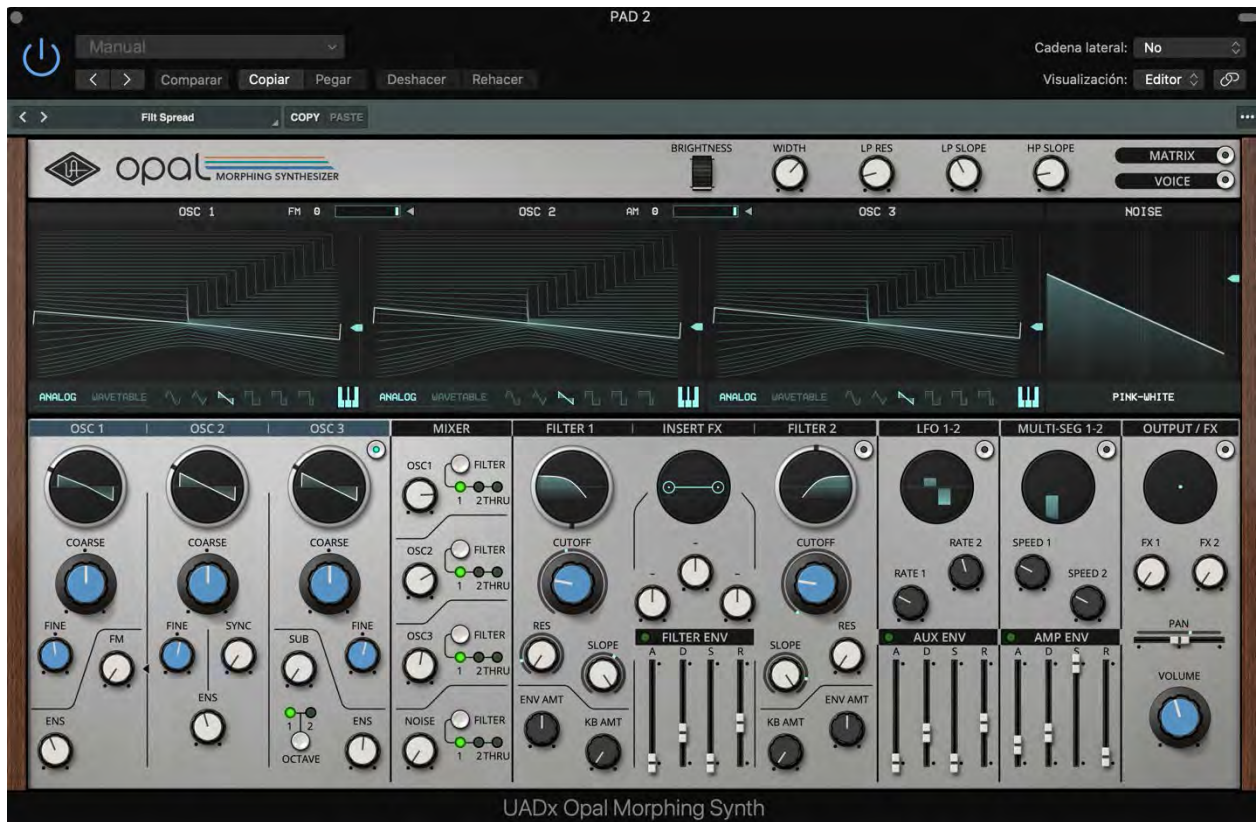 PAD 2
Manual
Cadena lateral: No
Comparar Copiar Pegar Deshacer Rehacer
Visualización: Editor
Filt Spread COPY PASTE
UA opal MORPHING SYNTHESIZER
BRIGHTNESS WIDTH LP RES LP SLOPE HP SLOPE
MATRIX
VOICE
OSC 1 FM 0 OSC 2 AM 0 OSC 3 NOISE
ANALOG WAVETABLE ANALOG WAVETABLE ANALOG WAVETABLE PINK-WHITE
OSC 1 OSC 2 OSC 3 MIXER FILTER 1 INSERT FX FILTER 2 LFO 1-2 MULTI-SEG 1-2 OUTPUT / FX
OSC1 FILTER
1 2 THRU
COARSE COARSE COARSE
CUTOFF - CUTOFF
RATE 2 SPEED 1 FX 1 FX 2
OSC2 FILTER
1 2 THRU
- -
RATE 1 SPEED 2
FINE FM FINE SYNC SUB FINE
OSC3 FILTER
1 2 THRU
RES SLOPE
FILTER ENV
A D S R
SLOPE RES
AUX ENV
A D S R
AMP ENV
A D S R
PAN
VOLUME
ENS ENS
1 2
OCTAVE
ENS
NOISE FILTER
1 2 THRU
ENV AMT KB AMT
KB AMT ENV AMT
UADx Opal Morphing Synth